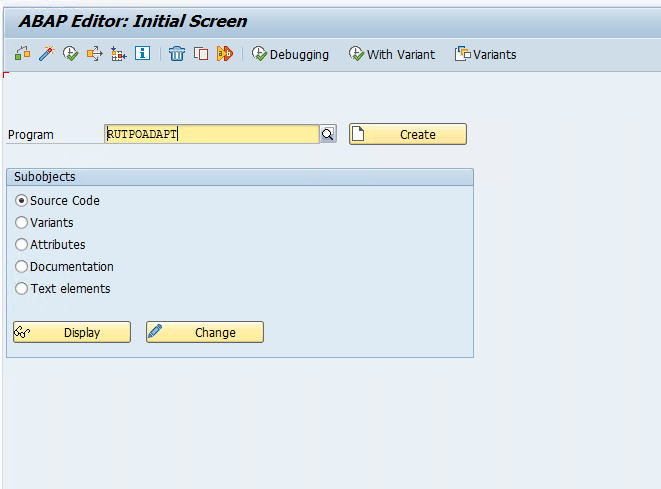 ABAP Editor: Initial Screen
Debugging With Variant Variants
Program RUTPOADAPT Create
Subobjects
Source Code
Variants
Attributes
Documentation
Text elements
Display Change